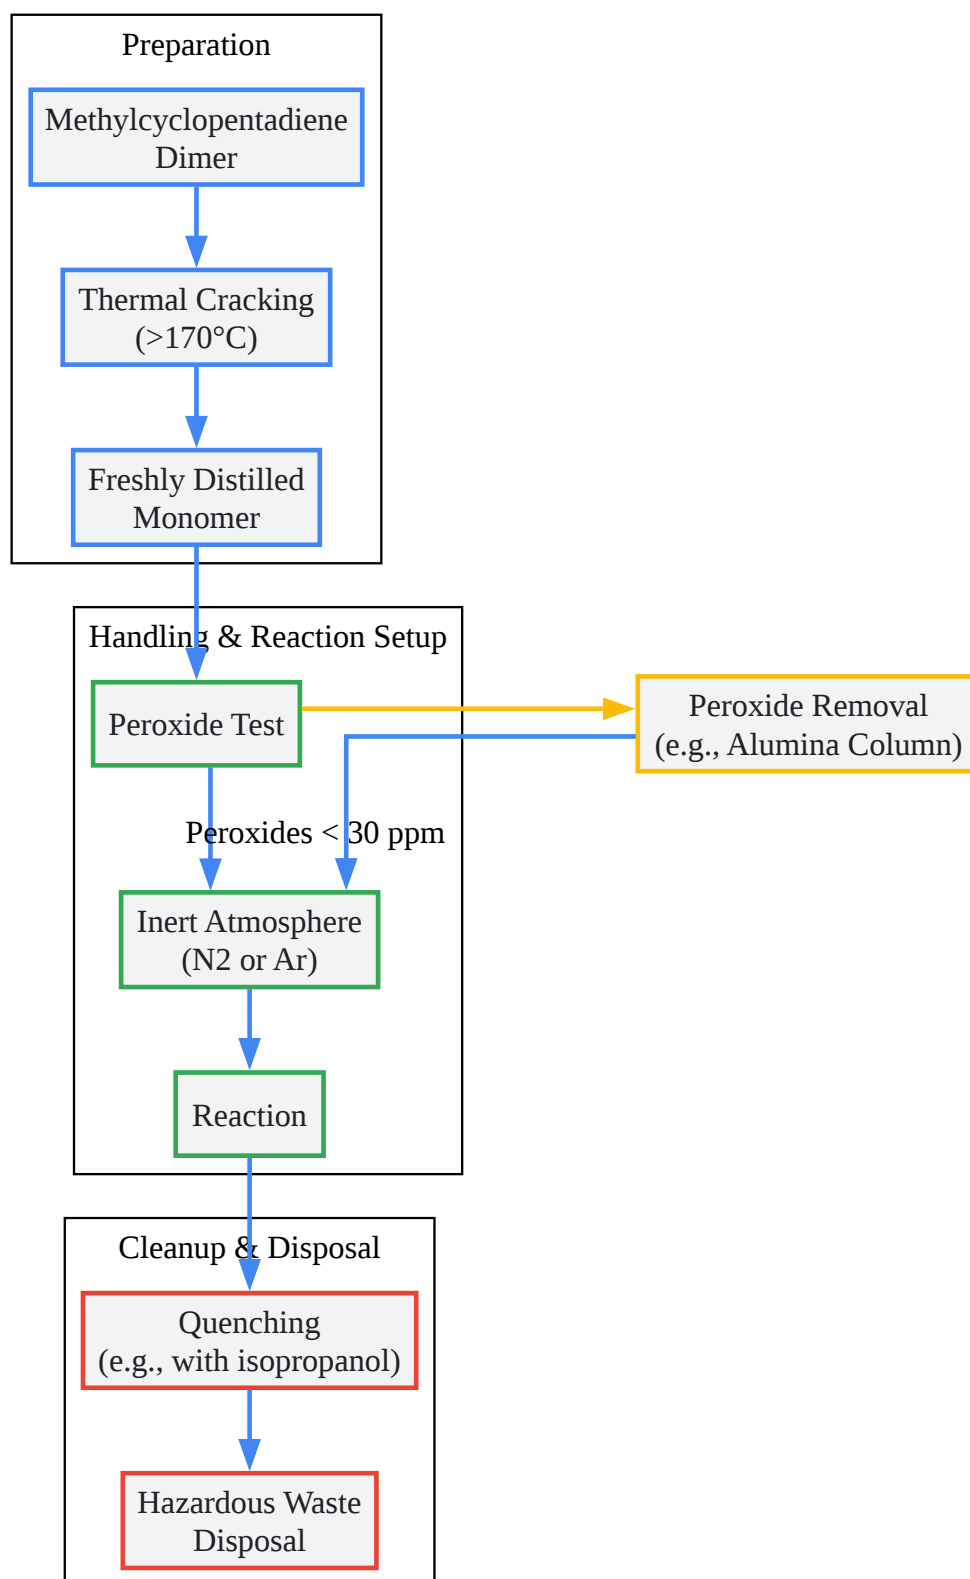 Preparation
Methylcyclopentadiene
Dimer
Thermal Cracking
(>170°C)
Freshly Distilled
Monomer
Handling & Reaction Setup
Peroxide Test
Peroxide Removal
(e.g., Alumina Column)
Peroxides < 30 ppm
Inert Atmosphere
(N2 or Ar)
Reaction
Cleanup & Disposal
Quenching
(e.g., with isopropanol)
Hazardous Waste
Disposal